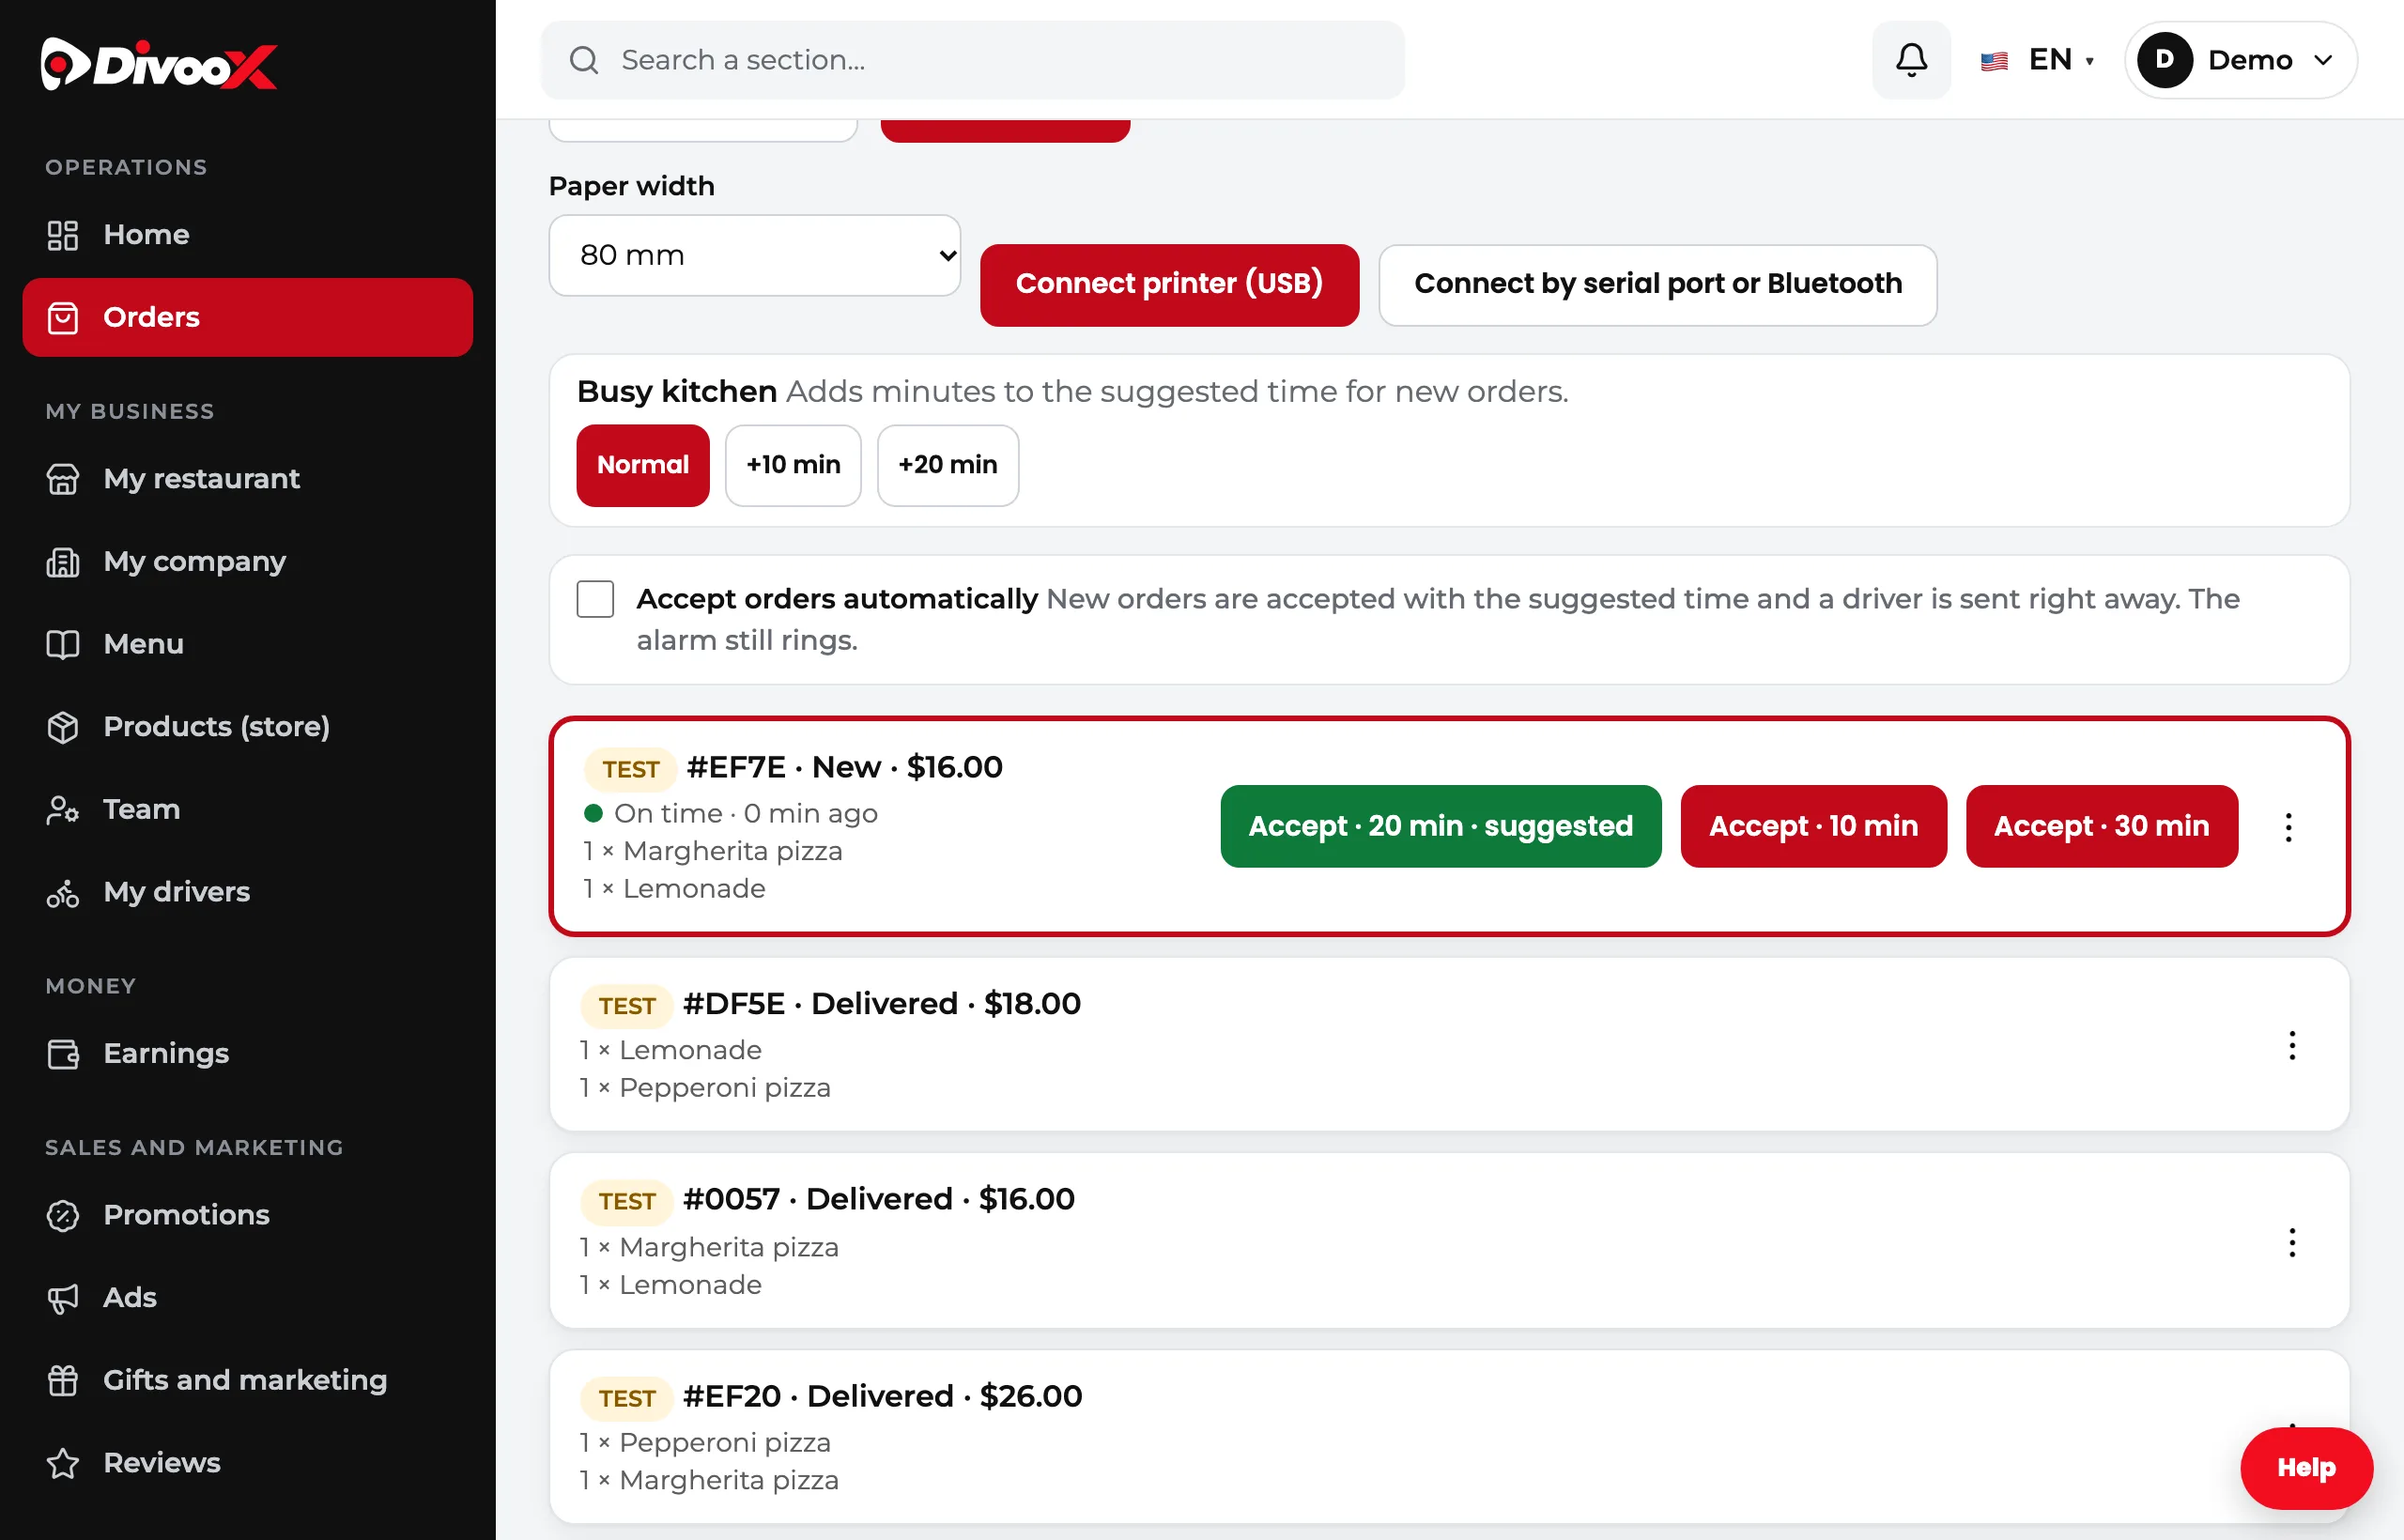 DivooX
OPERATIONS
Home
Orders
MY BUSINESS
My restaurant
My company
Menu
Products (store)
Team
My drivers
MONEY
Earnings
SALES AND MARKETING
Promotions
Ads
Gifts and marketing
Reviews
Search a section...
EN
D Demo
Paper width
80 mm
Connect printer (USB)
Connect by serial port or Bluetooth
Busy kitchen Adds minutes to the suggested time for new orders.
Normal
+10 min
+20 min
Accept orders automatically New orders are accepted with the suggested time and a driver is sent right away. The
alarm still rings.
TEST #EF7E · New · $16.00
On time · 0 min ago
1 × Margherita pizza
1 × Lemonade
Accept · 20 min · suggested
Accept · 10 min
Accept · 30 min
TEST #DF5E · Delivered · $18.00
1 × Lemonade
1 × Pepperoni pizza
TEST #0057 · Delivered · $16.00
1 × Margherita pizza
1 × Lemonade
TEST #EF20 · Delivered · $26.00
1 × Pepperoni pizza
1 × Margherita pizza
Help